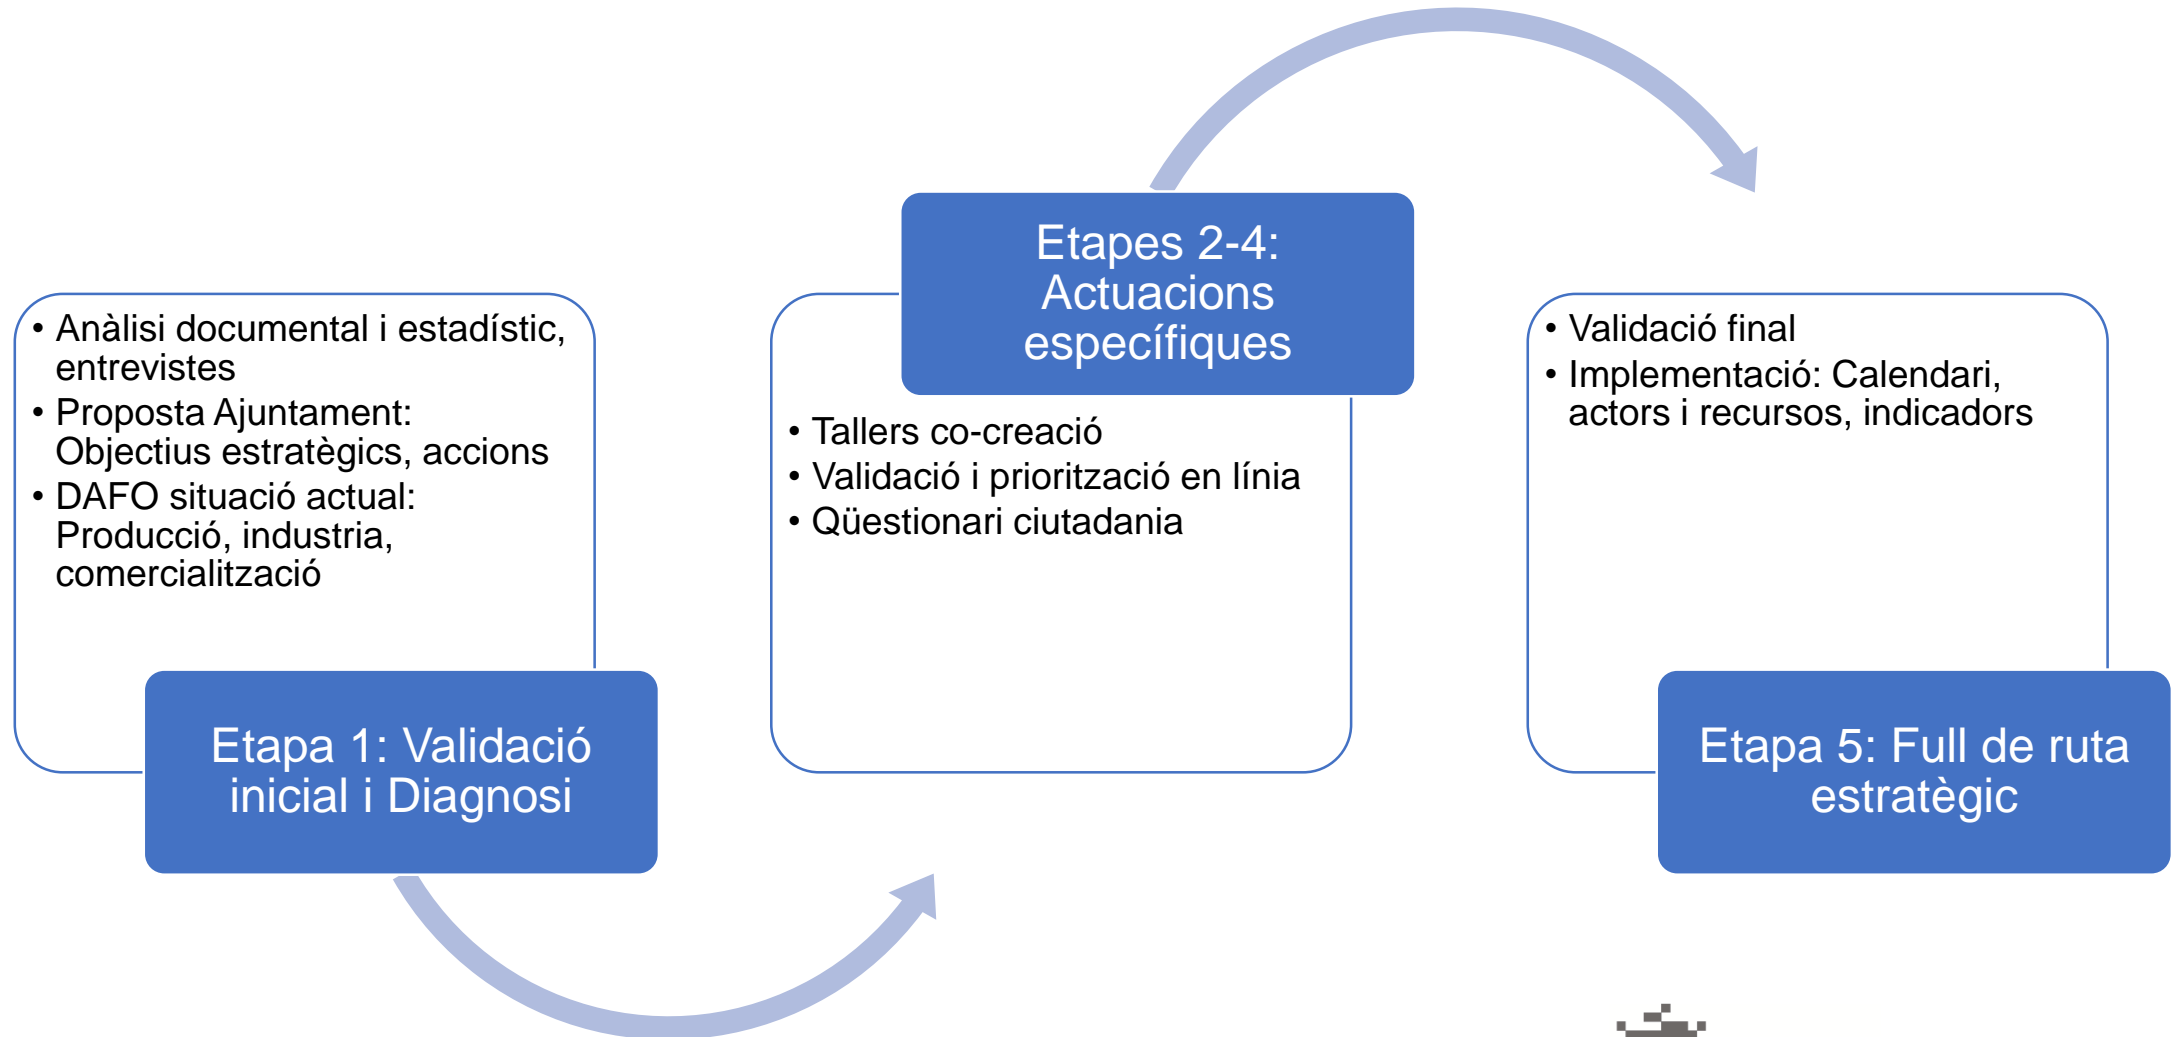 • Anàlisi documental i estadístic,
entrevistes
• Proposta Ajuntament:
Objectius estratègics, accions
• DAFO situació actual:
Producció, industria,
comercialització
Etapa 1: Validació
inicial i Diagnosi
Etapes 2-4:
Actuacions
específiques
• Tallers co-creació
• Validació i priorització en línia
• Qüestionari ciutadania
• Validació final
• Implementació: Calendari,
actors i recursos, indicadors
Etapa 5: Full de ruta
estratègic